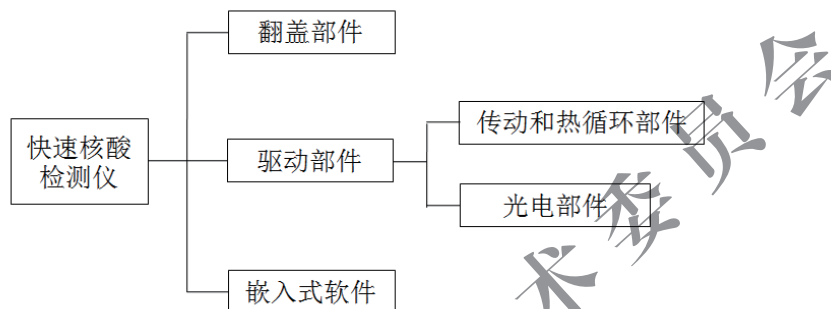 翻盖部件
快速核酸
检测仪
驱动部件
传动和热循环部件
光电部件
嵌入式软件
术委员会